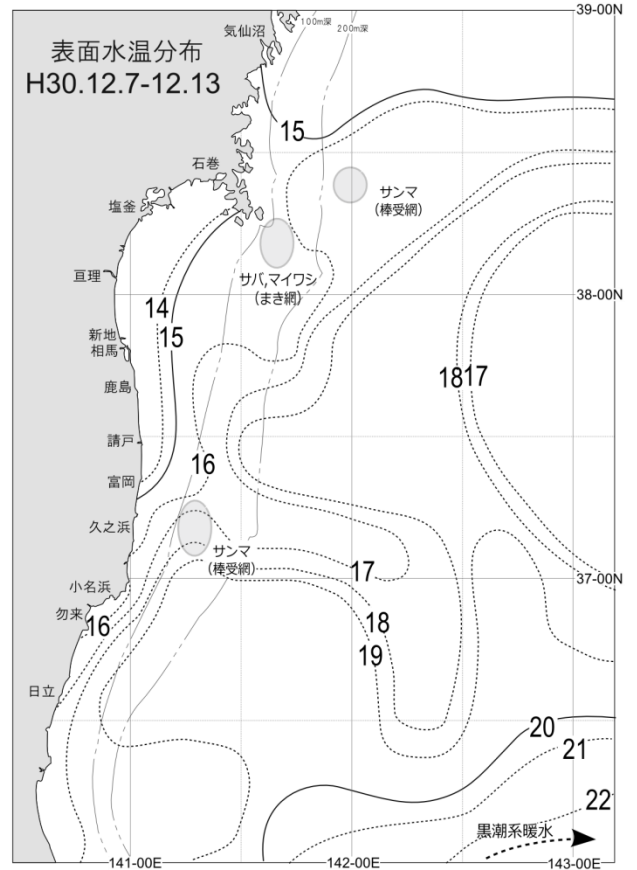 39-00N
気仙沼
100m深
200m深
表面水温分布
H30.12.7-12.13
15
石巻
サンマ
(棒受網)
塩釜
サバ,マイワシ
(まき網)
亘理
38-00N
14
15
新地
相馬
1817
鹿島
請戸
16
富岡
久之浜
サンマ
(棒受網)
17
37-00N
小名浜
勿来
16
18
19
日立
20
21
22
黒潮系暖水
141-00E
142-00E
143-00E